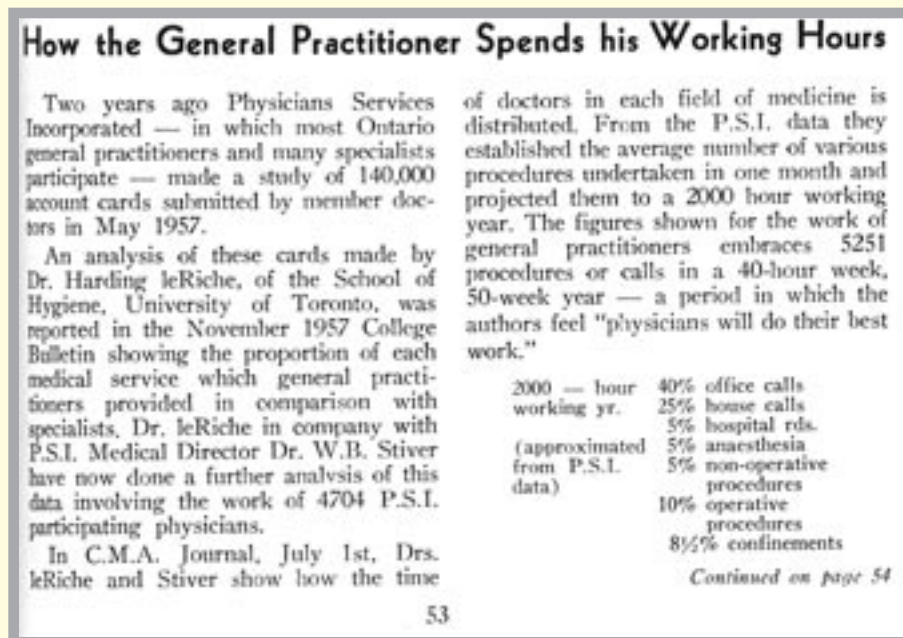 How the General Practitioner Spends his Working Hours
Two years ago Physicians Services
Incorporated — in which most Ontario
general practitioners and many specialists
participate — made a study of 140,000
account cards submitted by member doc-
tors in May 1957.
An analysis of these cards made by
Dr. Harding leRiche, of the School of
Hygiene, University of Toronto, was
reported in the November 1957 College
Bulletin showing the proportion of each
medical service which general practi-
tioners provided in comparison with
specialists. Dr. leRiche in company with
P.S.I. Medical Director Dr. W.B. Stiver
have now done a further analysis of this
data involving the work of 4704 P.S.I.
participating physicians.
In C.M.A. Journal, July 1st, Drs.
leRiche and Stiver show how the time
of doctors in each field of medicine is
distributed. From the P.S.I. data they
established the average number of various
procedures undertaken in one month and
projected them to a 2000 hour working
year. The figures shown for the work of
general practitioners embraces 5251
procedures or calls in a 40-hour week,
50-week year — a period in which the
authors feel "physicians will do their best
work."
2000 — hour 40% office calls
working yr. 25% house calls
5% hospital rds.
(approximated 5% anaesthesia
from P.S.I. 5% non-operative
data) procedures
10% operative
procedures
8½% confinements
Continued on page 54
53